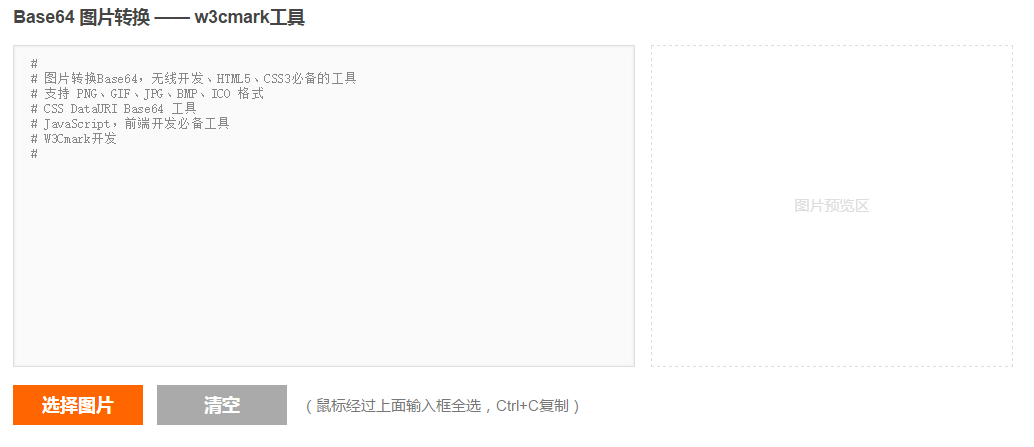 Base64 图片转换 —— w3cmark工具
#
# 图片转换Base64，无线开发、HTML5、CSS3必备的工具
# 支持 PNG、GIF、JPG、BMP、ICO 格式
# CSS DataURI Base64 工具
# JavaScript，前端开发必备工具
# W3Cmark开发
#
图片预览区
选择图片 清空 （鼠标经过上面输入框全选，Ctrl+C复制）